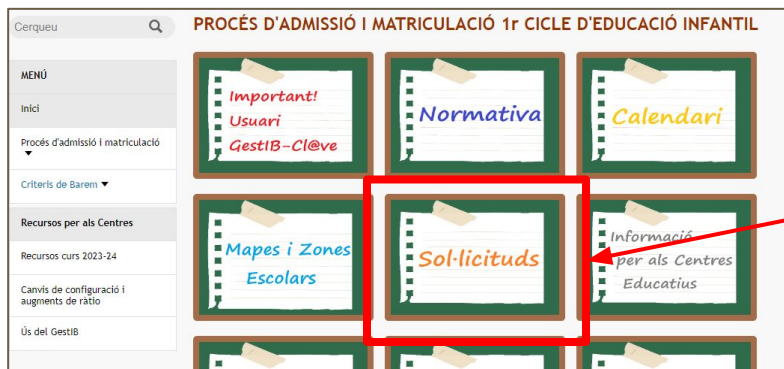 Cerqueu
PROCÉS D'ADMISSIÓ I MATRICULACIÓ 1r CICLE D'EDUCACIÓ INFANTIL
MENÚ
Inici
Procés d'admissió i matriculació
Criteris de Barem
Recursos per als Centres
Recursos curs 2023-24
Canvis de configuració i
augments de ràtio
Ús del GestIB
Important!
Usuari
GestIB-Cl@ve
Normativa
Calendari
Mapes i Zones
Escolars
Sol·licituds
Informació
per als Centres
Educatius